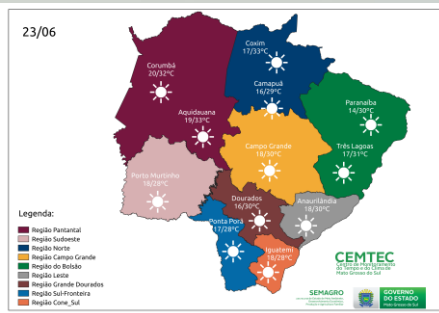 23/06
Coxim
17/33°C
Corumbá
20/32°C
Camapuã
16/29°C
Paranaíba
14/30°C
Aquidauana
19/33°C
Campo Grande
18/30°C
Três Lagoas
17/31°C
Porto Murtinho
16/28°C
Dourados
16/30°C
Anaurilândia
18/30°C
Ponta Porã
17/28°C
Iguatemi
18/28°C
Legenda:
Região Pantantal
Região Sudoeste
Região Norte
Região Campo Grande
Região do Bolsão
Região Leste
Região Grande Dourados
Região Sul-Fronteira
Região Cone_Sul
CEMTEC
Centro de Monitoramento
do Tempo e do Clima de
Mato Grosso do Sul
SEMAGRO
GOVERNO
DO ESTADO
Mato Grosso do Sul